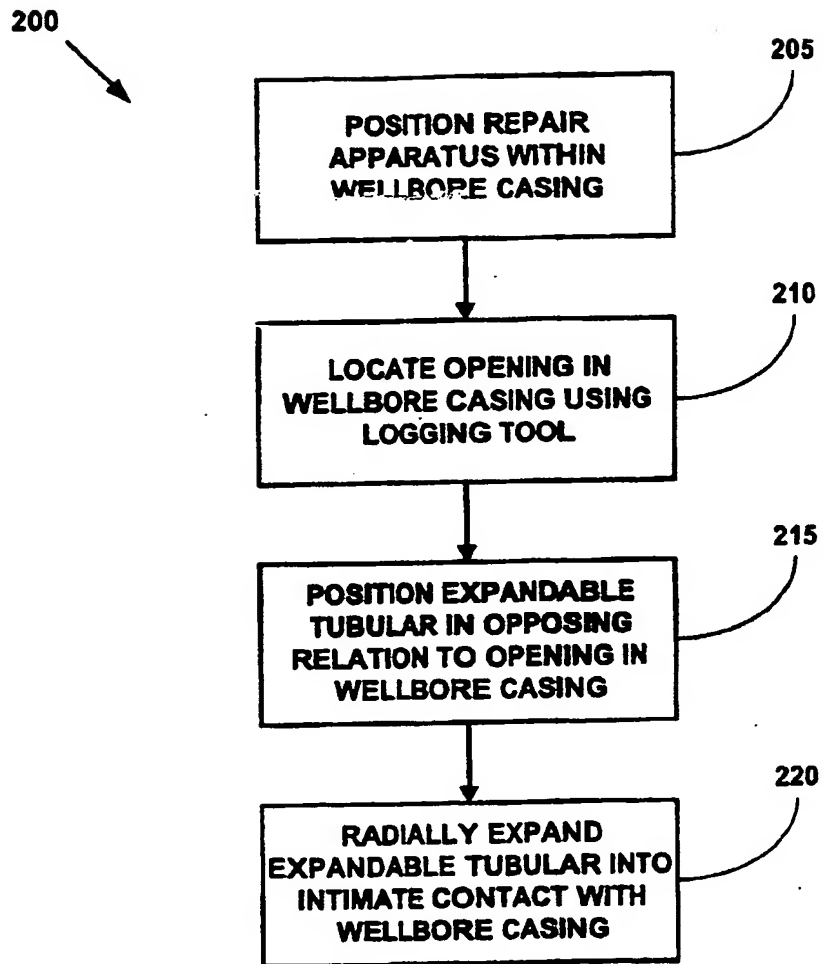 200
205
POSITION REPAIR
APPARATUS WITHIN
WELLBORE CASING
210
LOCATE OPENING IN
WELLBORE CASING USING
LOGGING TOOL
215
POSITION EXPANDABLE
TUBULAR IN OPPOSING
RELATION TO OPENING IN
WELLBORE CASING
220
RADIALLY EXPAND
EXPANDABLE TUBULAR INTO
INTIMATE CONTACT WITH
WELLBORE CASING